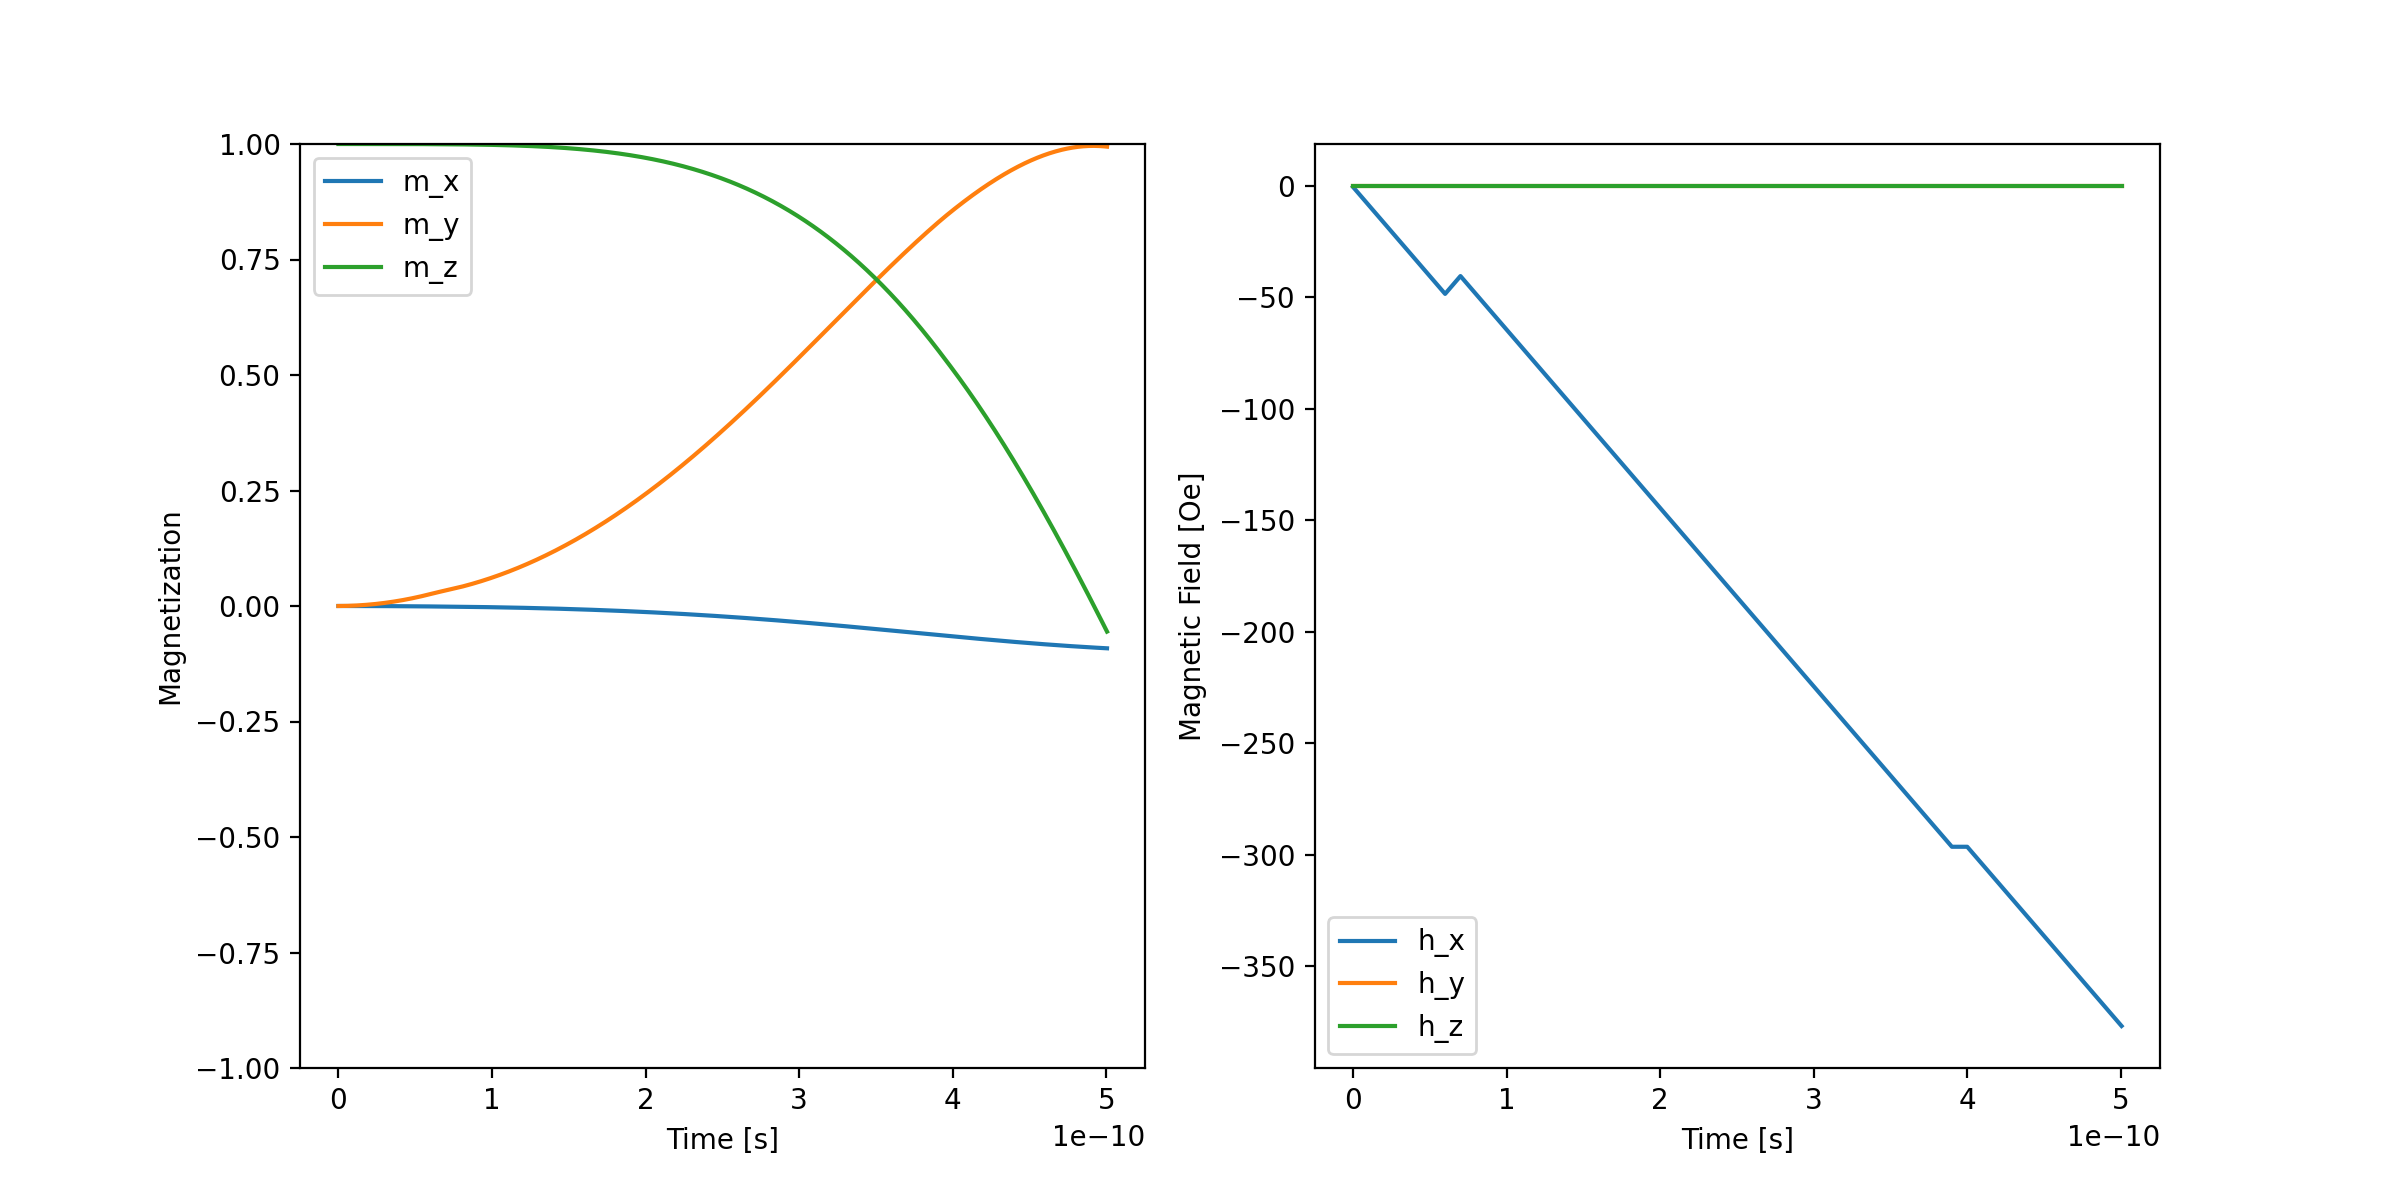 1.00
0.75
0.50
0.25
0.00
−0.25
−0.50
−0.75
−1.00
Magnetization
m_x
m_y
m_z
0 1 2 3 4 5
1e−10
Time [s]
0
−50
−100
−150
−200
−250
−300
−350
Magnetic Field [Oe]
h_x
h_y
h_z
0 1 2 3 4 5
1e−10
Time [s]